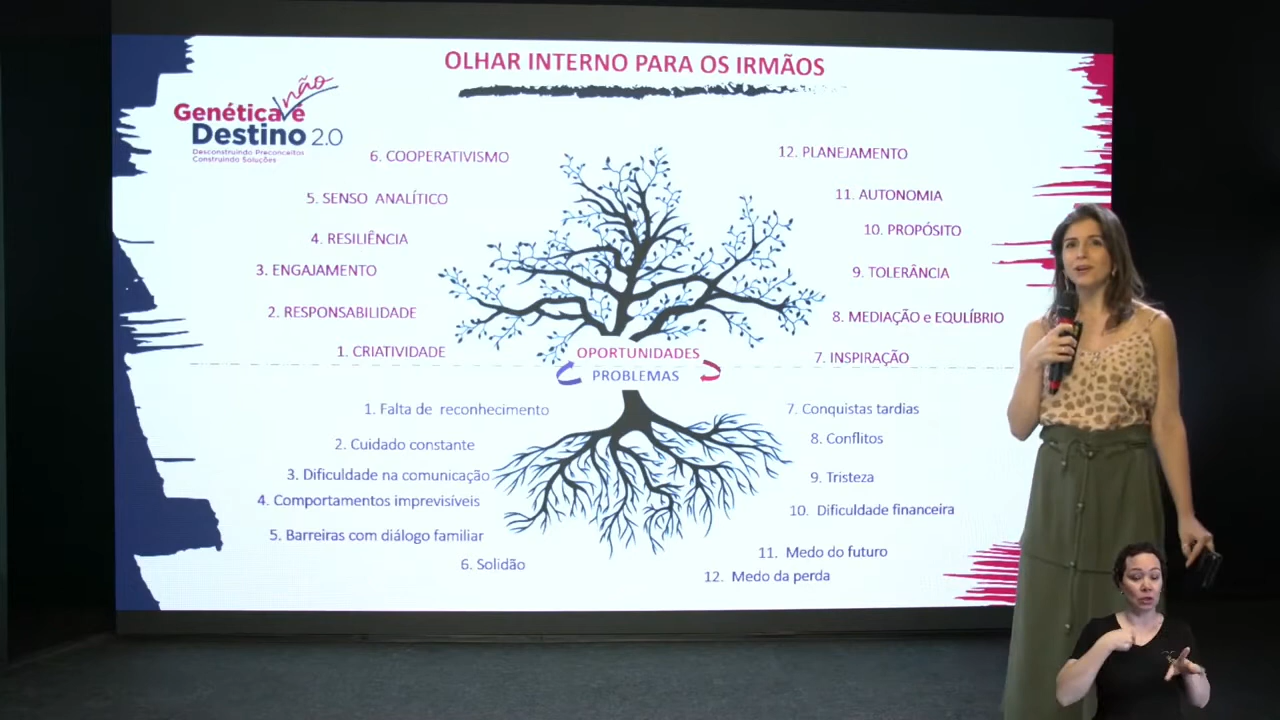 OLHAR INTERNO PARA OS IRMÃOS
não
Genética é
Destino 2.0
Desconstruindo Preconceitos
Construindo Soluções
6. COOPERATIVISMO
5. SENSO ANALÍTICO
4. RESILIÊNCIA
3. ENGAJAMENTO
2. RESPONSABILIDADE
1. CRIATIVIDADE
12. PLANEJAMENTO
11. AUTONOMIA
10. PROPÓSITO
9. TOLERÂNCIA
8. MEDIAÇÃO e EQULÍBRIO
7. INSPIRAÇÃO
OPORTUNIDADES
PROBLEMAS
1. Falta de reconhecimento
2. Cuidado constante
3. Dificuldade na comunicação
4. Comportamentos imprevisíveis
5. Barreiras com diálogo familiar
6. Solidão
7. Conquistas tardias
8. Conflitos
9. Tristeza
10. Dificuldade financeira
11. Medo do futuro
12. Medo da perda